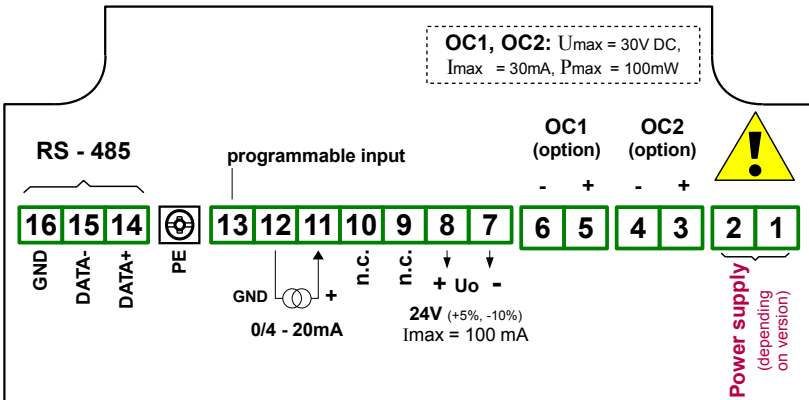 OC1, OC2: Umax = 30V DC,
Imax = 30mA, Pmax = 100mW
RS - 485
programmable input
OC1
(option)
- +
OC2
(option)
- +
16 15 14 13 12 11 10 9 8 7 6 5 4 3 2 1
GND
DATA-
DATA+
PE
GND +
0/4 - 20mA
n.c.
n.c.
+ Uo -
24V (+5%, -10%)
Imax = 100 mA
Power supply
(depending
on version)
!